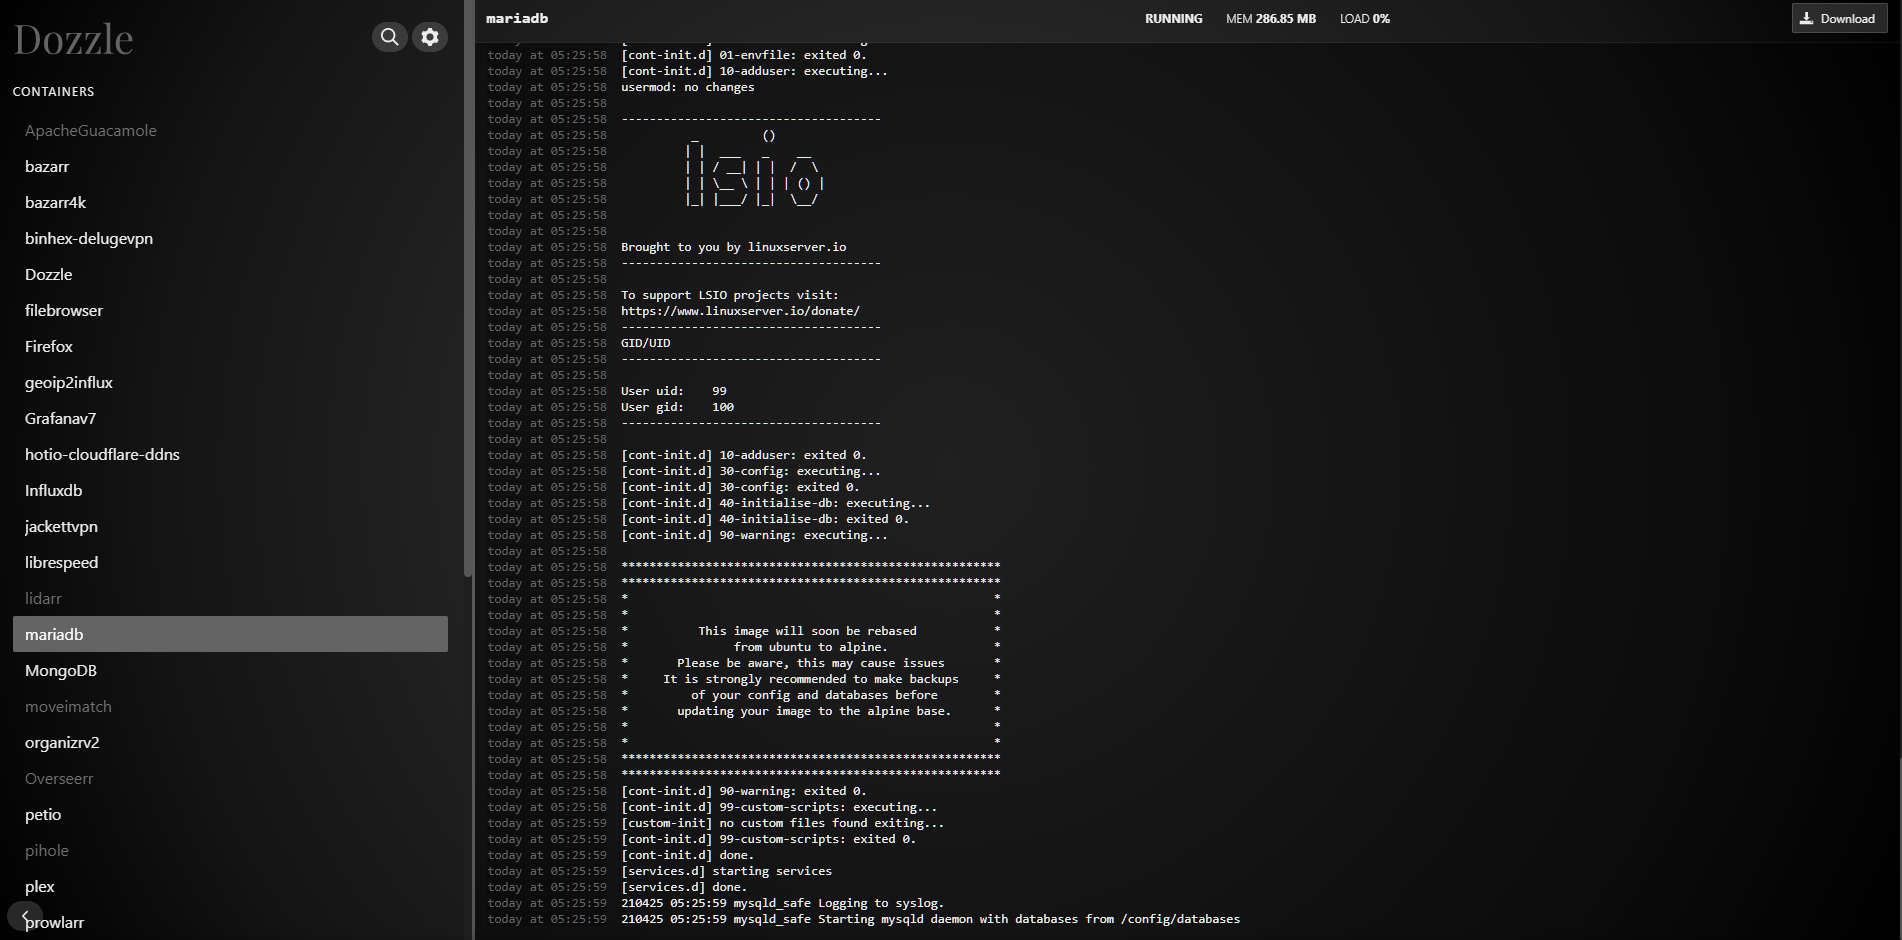 Dozzle
CONTAINERS
ApacheGuacamole
bazarr
bazarr4k
binhex-delugevpn
Dozzle
filebrowser
Firefox
geoip2influx
Grafanav7
hotio-cloudflare-ddns
Influxdb
jackettvpn
librespeed
lidarr
mariadb
MongoDB
moveimatch
organizrv2
Overseerr
petio
pihole
plex
prowlarr
mariadb RUNNING MEM 286.85 MB LOAD 0% Download
today at 05:25:58 [cont-init.d] 01-envfile: exited 0.
today at 05:25:58 [cont-init.d] 10-adduser: executing...
today at 05:25:58 usermod: no changes
today at 05:25:58
today at 05:25:58 -------------------------------------
today at 05:25:58           _         ()
today at 05:25:58          | |  ___   _    __
today at 05:25:58          | | / __| | |  /  \
today at 05:25:58          | | \__ \ | | | () |
today at 05:25:58          |_| |___/ |_|  \__/
today at 05:25:58
today at 05:25:58
today at 05:25:58 Brought to you by linuxserver.io
today at 05:25:58 -------------------------------------
today at 05:25:58
today at 05:25:58 To support LSIO projects visit:
today at 05:25:58 https://www.linuxserver.io/donate/
today at 05:25:58 -------------------------------------
today at 05:25:58 GID/UID
today at 05:25:58 -------------------------------------
today at 05:25:58
today at 05:25:58 User uid:    99
today at 05:25:58 User gid:    100
today at 05:25:58 -------------------------------------
today at 05:25:58
today at 05:25:58 [cont-init.d] 10-adduser: exited 0.
today at 05:25:58 [cont-init.d] 30-config: executing...
today at 05:25:58 [cont-init.d] 30-config: exited 0.
today at 05:25:58 [cont-init.d] 40-initialise-db: executing...
today at 05:25:58 [cont-init.d] 40-initialise-db: exited 0.
today at 05:25:58 [cont-init.d] 90-warning: executing...
today at 05:25:58
today at 05:25:58 ******************************************************
today at 05:25:58 ******************************************************
today at 05:25:58 *                                                    *
today at 05:25:58 *                                                    *
today at 05:25:58 *          This image will soon be rebased           *
today at 05:25:58 *               from ubuntu to alpine.               *
today at 05:25:58 *       Please be aware, this may cause issues       *
today at 05:25:58 *     It is strongly recommended to make backups     *
today at 05:25:58 *         of your config and databases before        *
today at 05:25:58 *       updating your image to the alpine base.      *
today at 05:25:58 *                                                    *
today at 05:25:58 *                                                    *
today at 05:25:58 ******************************************************
today at 05:25:58 ******************************************************
today at 05:25:58 [cont-init.d] 90-warning: exited 0.
today at 05:25:58 [cont-init.d] 99-custom-scripts: executing...
today at 05:25:59 [custom-init] no custom files found exiting...
today at 05:25:59 [cont-init.d] 99-custom-scripts: exited 0.
today at 05:25:59 [cont-init.d] done.
today at 05:25:59 [services.d] starting services
today at 05:25:59 [services.d] done.
today at 05:25:59 210425 05:25:59 mysqld_safe Logging to syslog.
today at 05:25:59 210425 05:25:59 mysqld_safe Starting mysqld daemon with databases from /config/databases